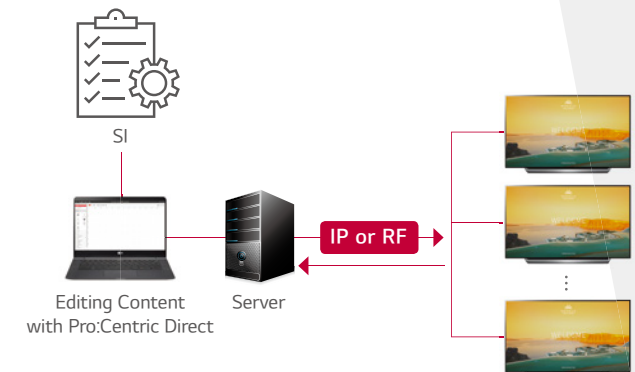 SI
IP or RF
Editing Content
with Pro:Centric Direct
Server